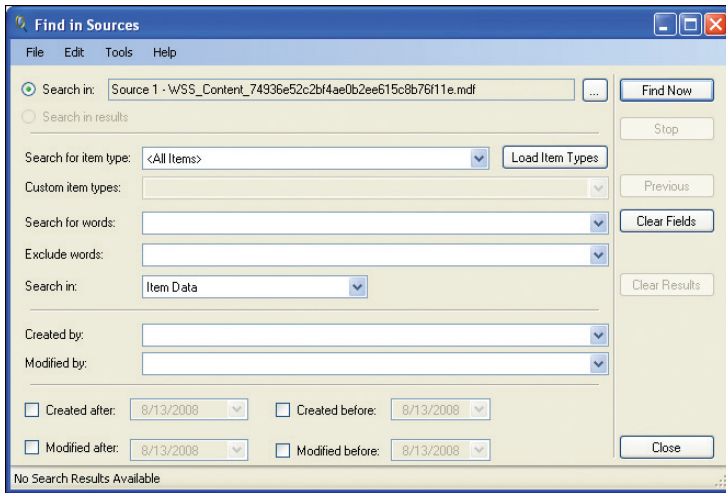 Find in Sources
File Edit Tools Help
Search in: Source 1 - WSS_Content_74936e52c2bf4ae0b2ee615c8b76f11e.mdf ... Find Now
Search in results
Stop
Search for item type: <All Items> Load Item Types
Custom item types: Previous
Search for words: Clear Fields
Exclude words:
Search in: Item Data Clear Results
Created by:
Modified by:
Created after: 8/13/2008 Created before: 8/13/2008
Modified after: 8/13/2008 Modified before: 8/13/2008 Close
No Search Results Available